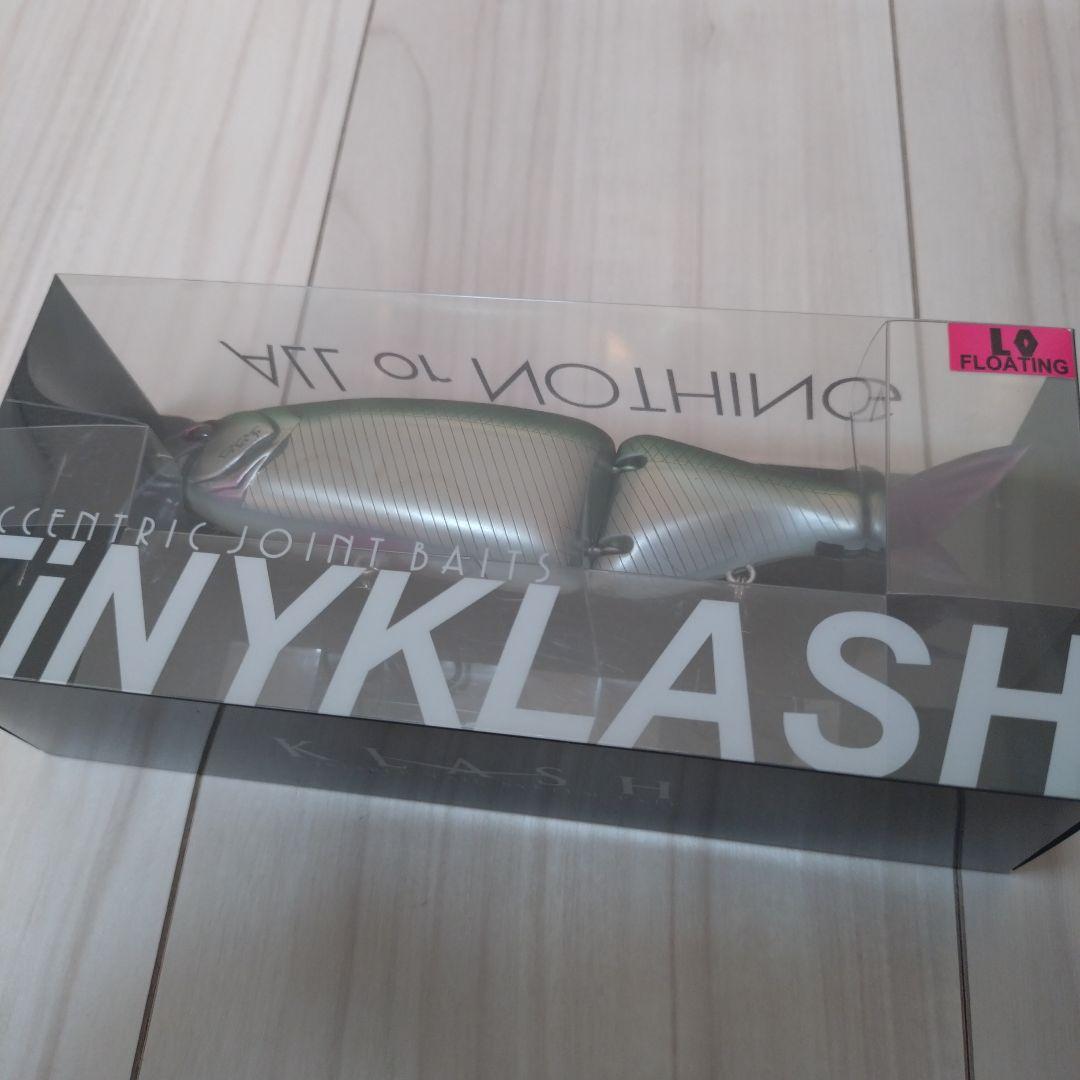 LO
FLOATING
ALL or NOTHING
CCENTRIC JOINT BAITS
TiNYKLASH
KLASH